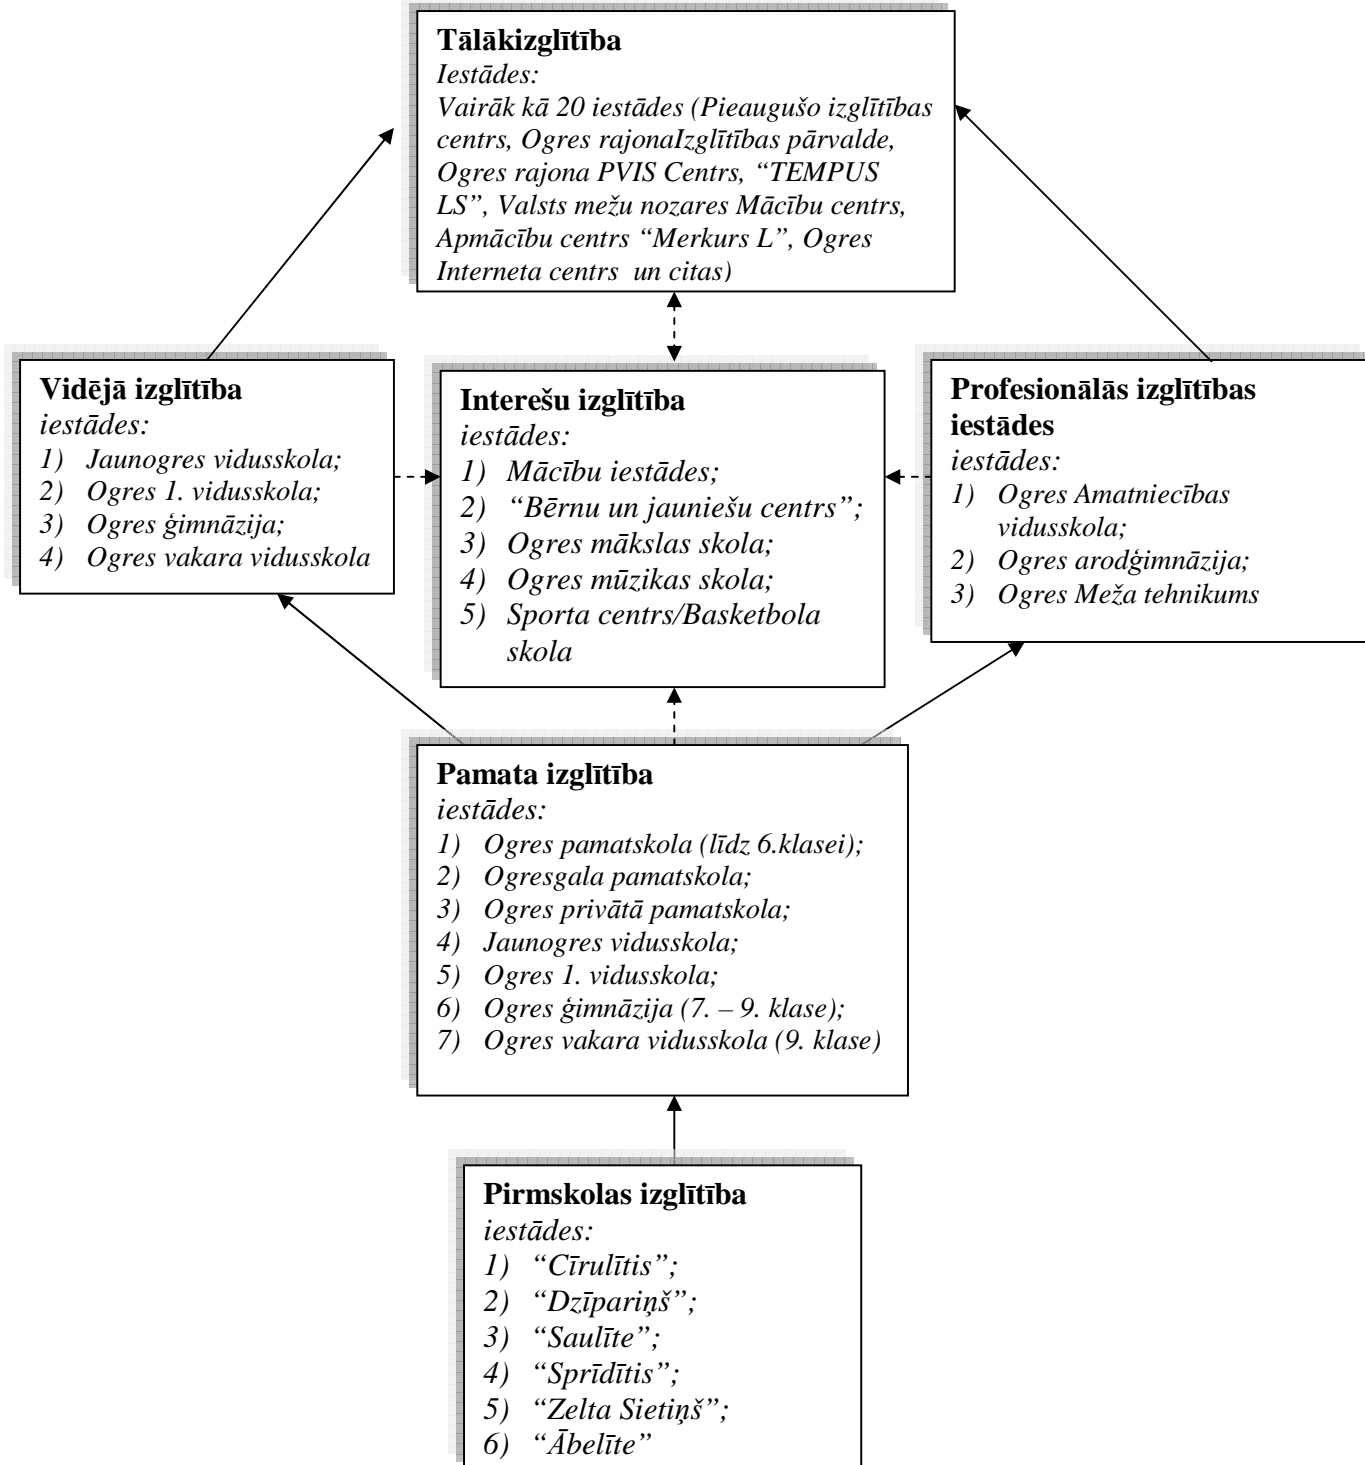 Tālākizglītība
Iestādes:
Vairāk kā 20 iestādes (Pieaugušo izglītības
centrs, Ogres rajonaIzglītības pārvalde,
Ogres rajona PVIS Centrs, “TEMPUS
LS”, Valsts mežu nozares Mācību centrs,
Apmācību centrs “Merkurs L”, Ogres
Interneta centrs un citas)
Vidējā izglītība
iestādes:
1) Jaunogres vidusskola;
2) Ogres 1. vidusskola;
3) Ogres ģimnāzija;
4) Ogres vakara vidusskola
Interešu izglītība
iestādes:
1) Mācību iestādes;
2) “Bērnu un jauniešu centrs”;
3) Ogres mākslas skola;
4) Ogres mūzikas skola;
5) Sporta centrs/Basketbola
skola
Profesionālās izglītības
iestādes
iestādes:
1) Ogres Amatniecības
vidusskola;
2) Ogres arodģimnāzija;
3) Ogres Meža tehnikums
Pamata izglītība
iestādes:
1) Ogres pamatskola (līdz 6.klasei);
2) Ogresgala pamatskola;
3) Ogres privātā pamatskola;
4) Jaunogres vidusskola;
5) Ogres 1. vidusskola;
6) Ogres ģimnāzija (7. – 9. klase);
7) Ogres vakara vidusskola (9. klase)
Pirmskolas izglītība
iestādes:
1) “Cīrulītis”;
2) “Dzīpariņš”;
3) “Saulīte”;
4) “Sprīdītis”;
5) “Zelta Sietiņš”;
6) “Ābelīte”